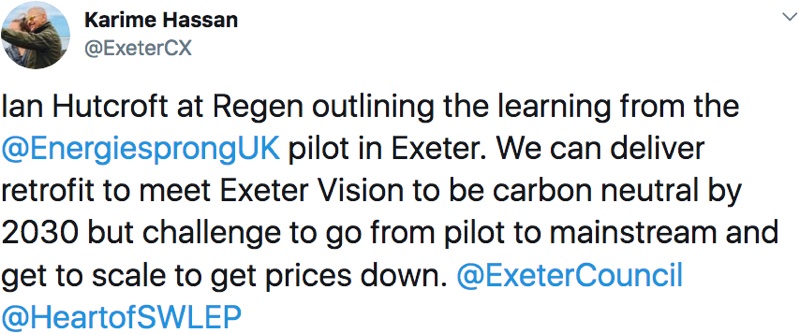 Karime Hassan
@ExeterCX
Ian Hutcroft at Regen outlining the learning from the
@EnergiesprongUK pilot in Exeter. We can deliver
retrofit to meet Exeter Vision to be carbon neutral by
2030 but challenge to go from pilot to mainstream and
get to scale to get prices down. @ExeterCouncil
@HeartofSWLEP